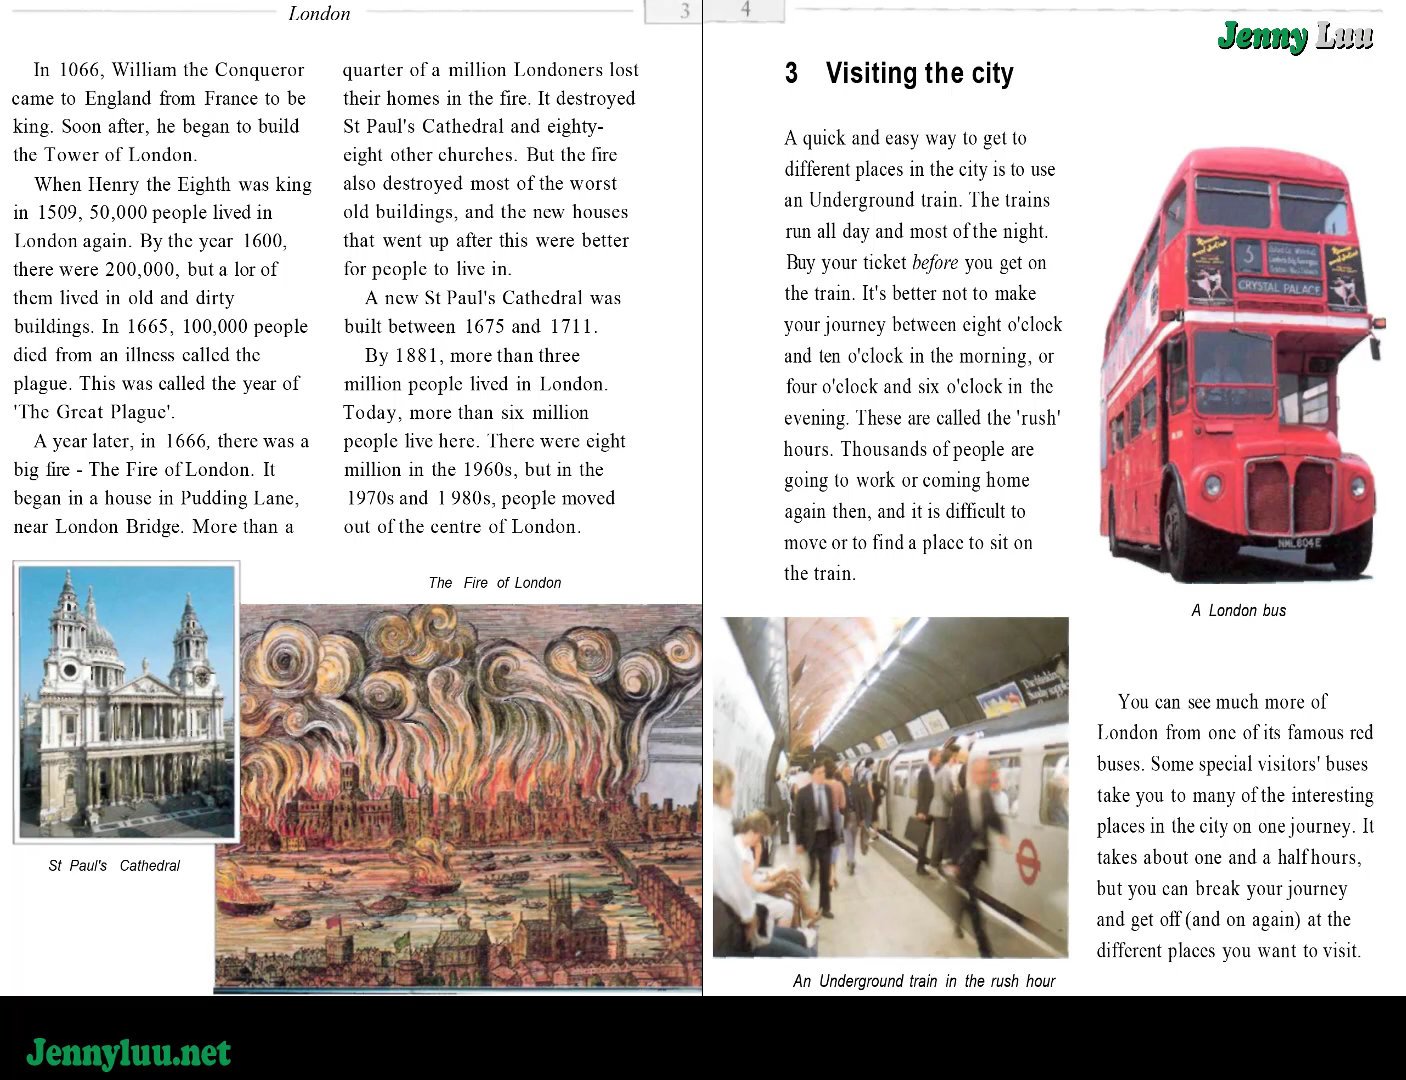 London
3
In 1066, William the Conqueror
came to England from France to be
king. Soon after, he began to build
the Tower of London.
When Henry the Eighth was king
in 1509, 50,000 people lived in
London again. By the year 1600,
there were 200,000, but a lor of
them lived in old and dirty
buildings. In 1665, 100,000 people
died from an illness called the
plague. This was called the year of
'The Great Plague'.
A year later, in 1666, there was a
big fire - The Fire of London. It
began in a house in Pudding Lane,
near London Bridge. More than a
quarter of a million Londoners lost
their homes in the fire. It destroyed
St Paul's Cathedral and eighty-
eight other churches. But the fire
also destroyed most of the worst
old buildings, and the new houses
that went up after this were better
for people to live in.
A new St Paul's Cathedral was
built between 1675 and 1711.
By 1881, more than three
million people lived in London.
Today, more than six million
people live here. There were eight
million in the 1960s, but in the
1970s and 1 980s, people moved
out of the centre of London.
The Fire of London
St Paul's Cathedral
4
Jenny Luu
3 Visiting the city
A quick and easy way to get to
different places in the city is to use
an Underground train. The trains
run all day and most of the night.
Buy your ticket before you get on
the train. It's better not to make
your journey between eight o'clock
and ten o'clock in the morning, or
four o'clock and six o'clock in the
evening. These are called the 'rush'
hours. Thousands of people are
going to work or coming home
again then, and it is difficult to
move or to find a place to sit on
the train.
5
CRYSTAL PALACE
NML 604E
A London bus
An Underground train in the rush hour
You can see much more of
London from one of its famous red
buses. Some special visitors' buses
take you to many of the interesting
places in the city on one journey. It
takes about one and a half hours,
but you can break your journey
and get off (and on again) at the
different places you want to visit.
Jennyluu.net